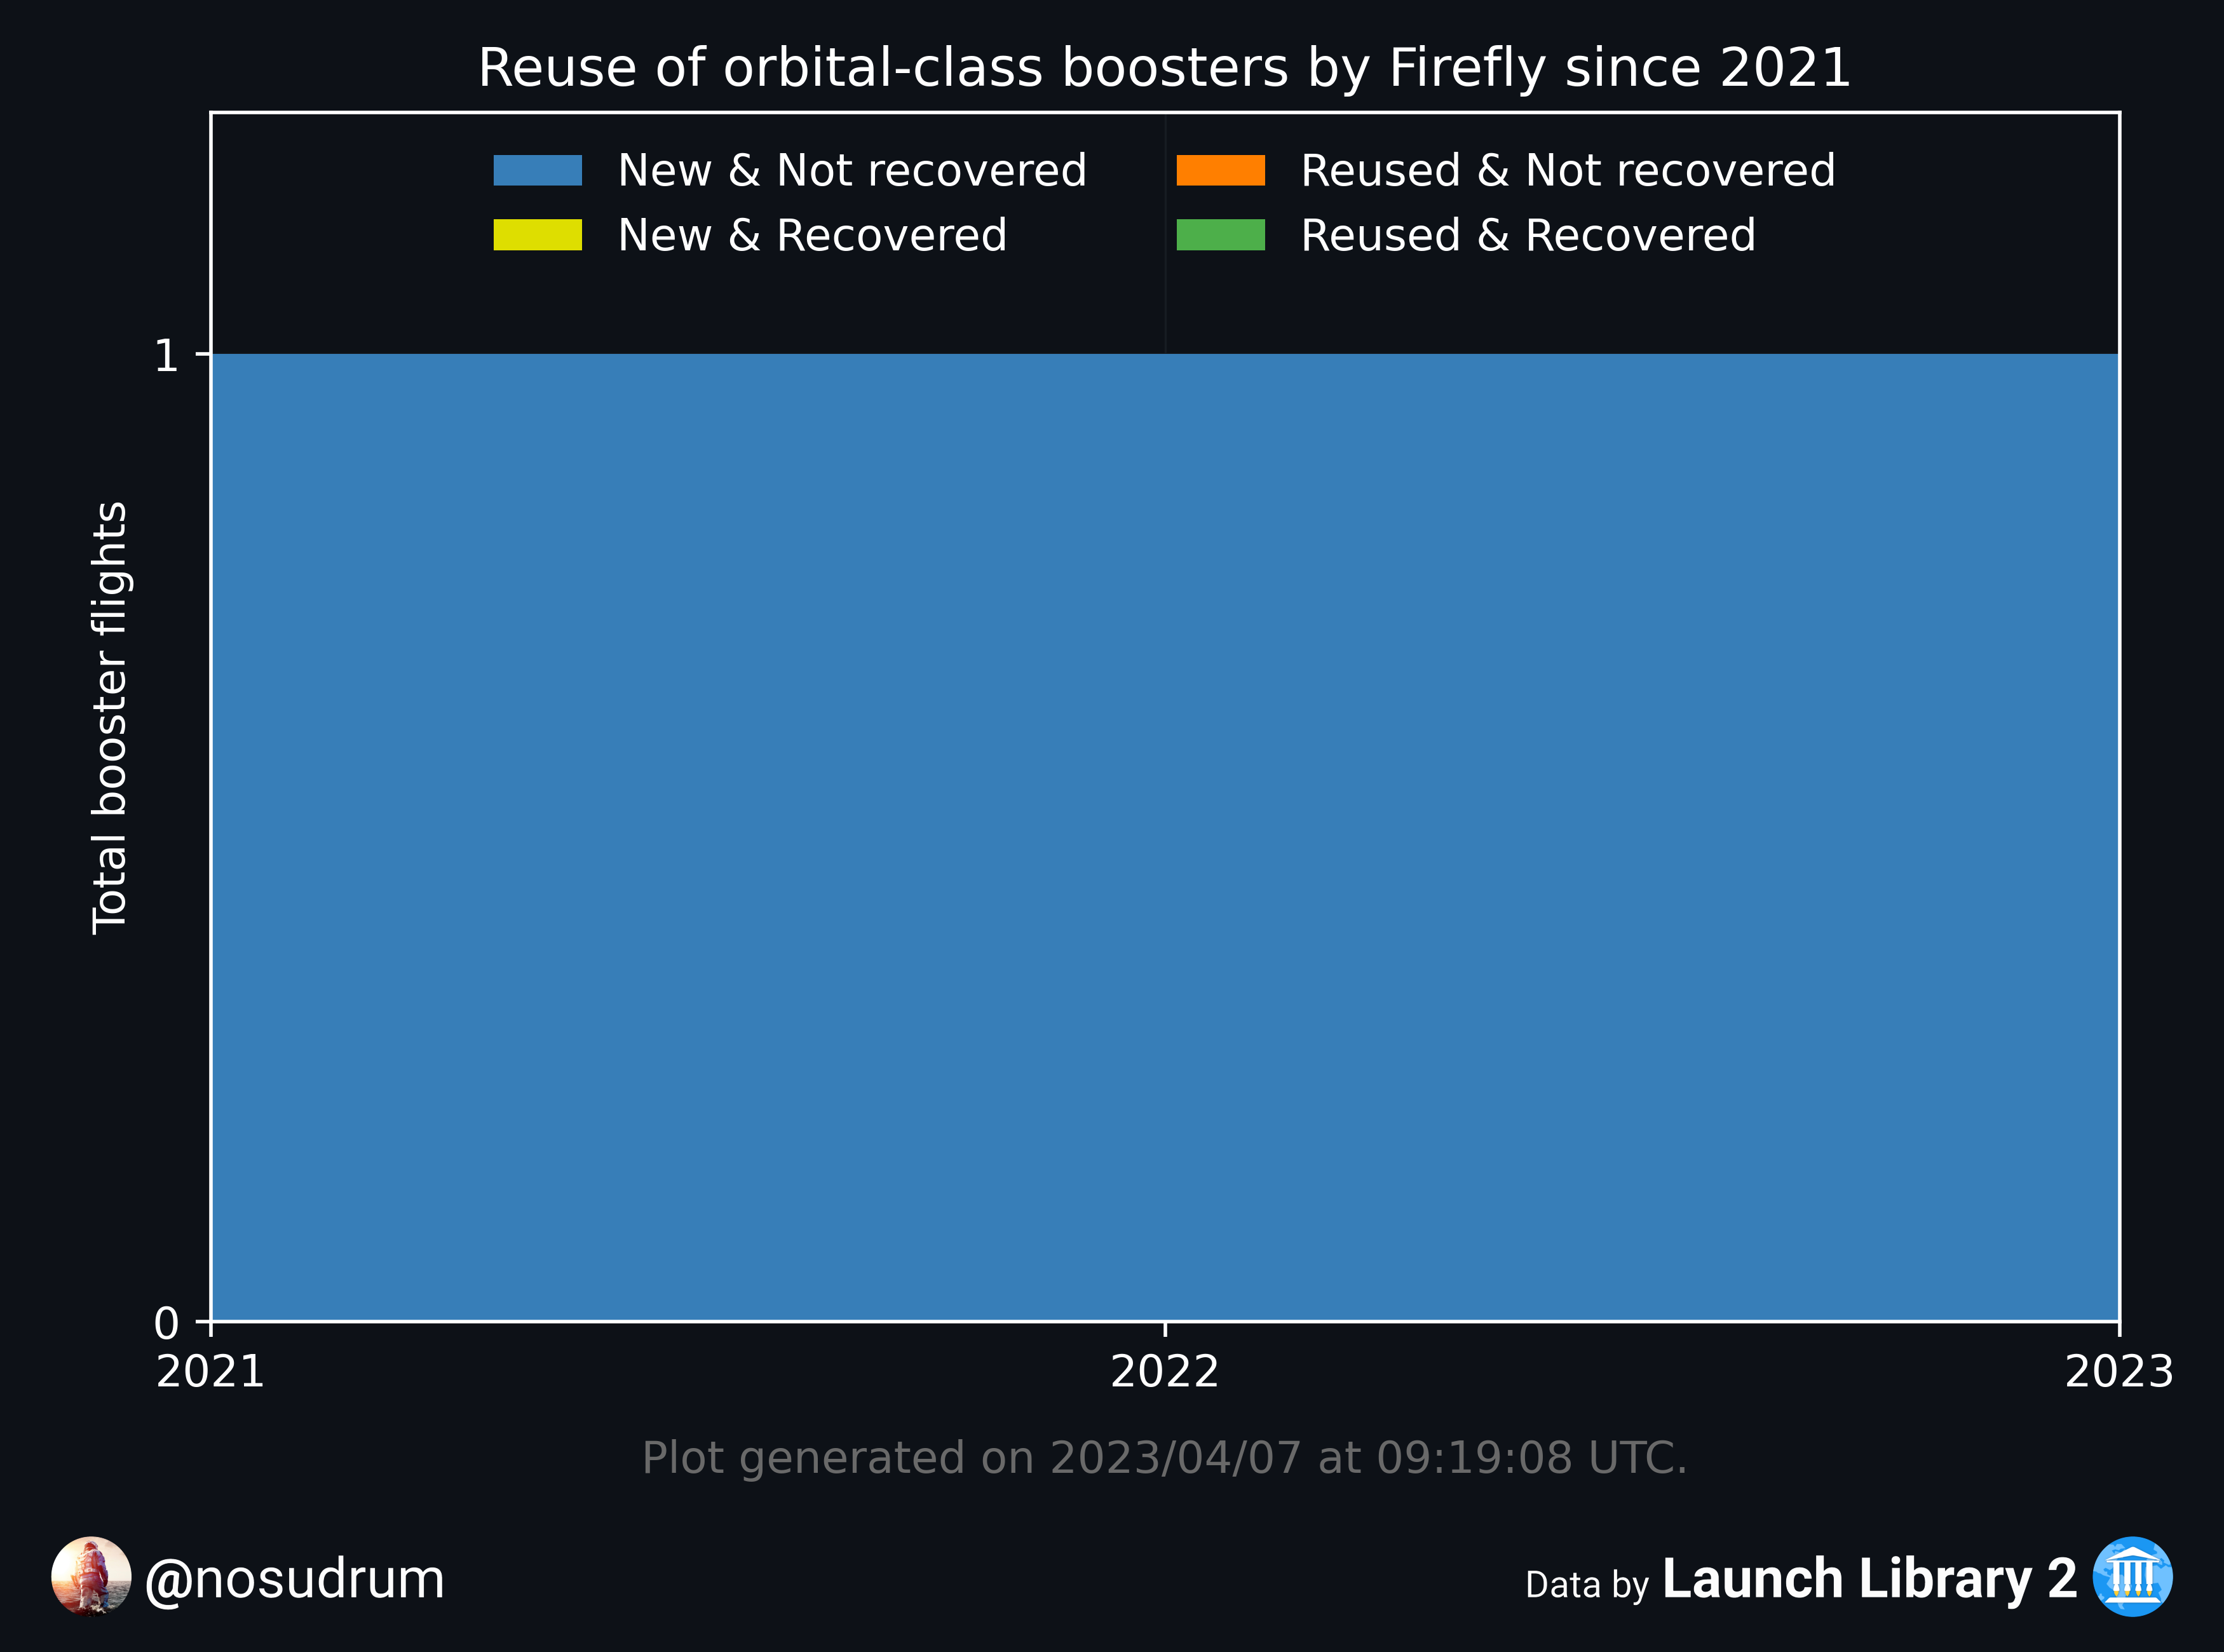 Reuse of orbital-class boosters by Firefly since 2021
New & Not recovered
New & Recovered
Reused & Not recovered
Reused & Recovered
Total booster flights
1
0
2021
2022
2023
Plot generated on 2023/04/07 at 09:19:08 UTC.
@nosudrum
Data by Launch Library 2